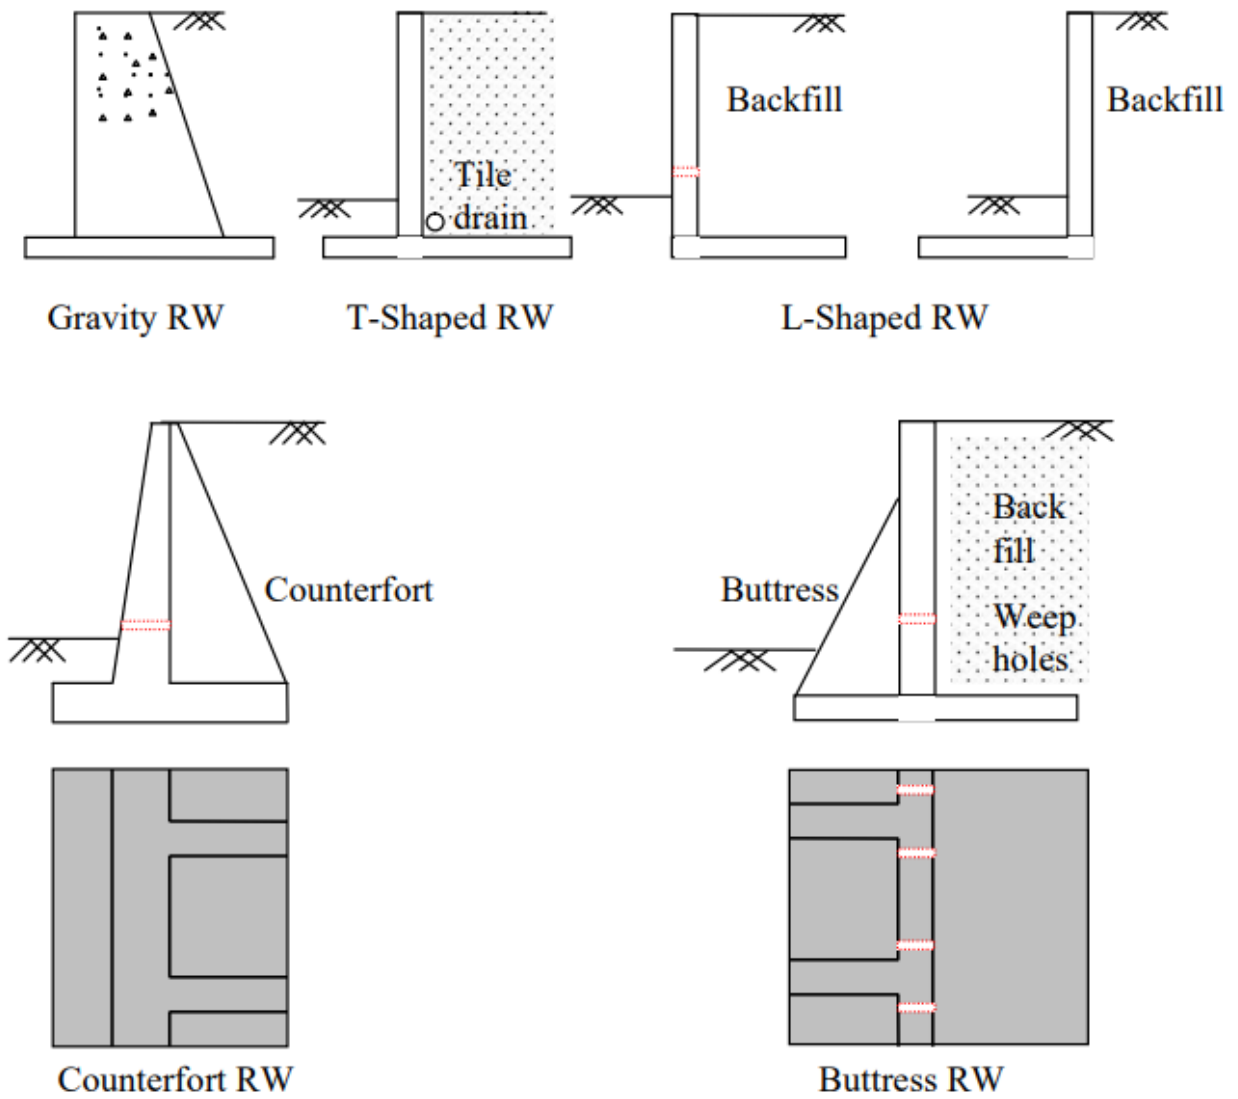 Tile
drain
Backfill
Backfill
Gravity RW
T-Shaped RW
L-Shaped RW
Counterfort
Buttress
Back
fill
Weep
holes
Counterfort RW
Buttress RW